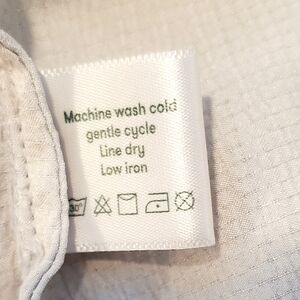 Machine wash cold
gentle cycle
Line dry
Low iron
30°